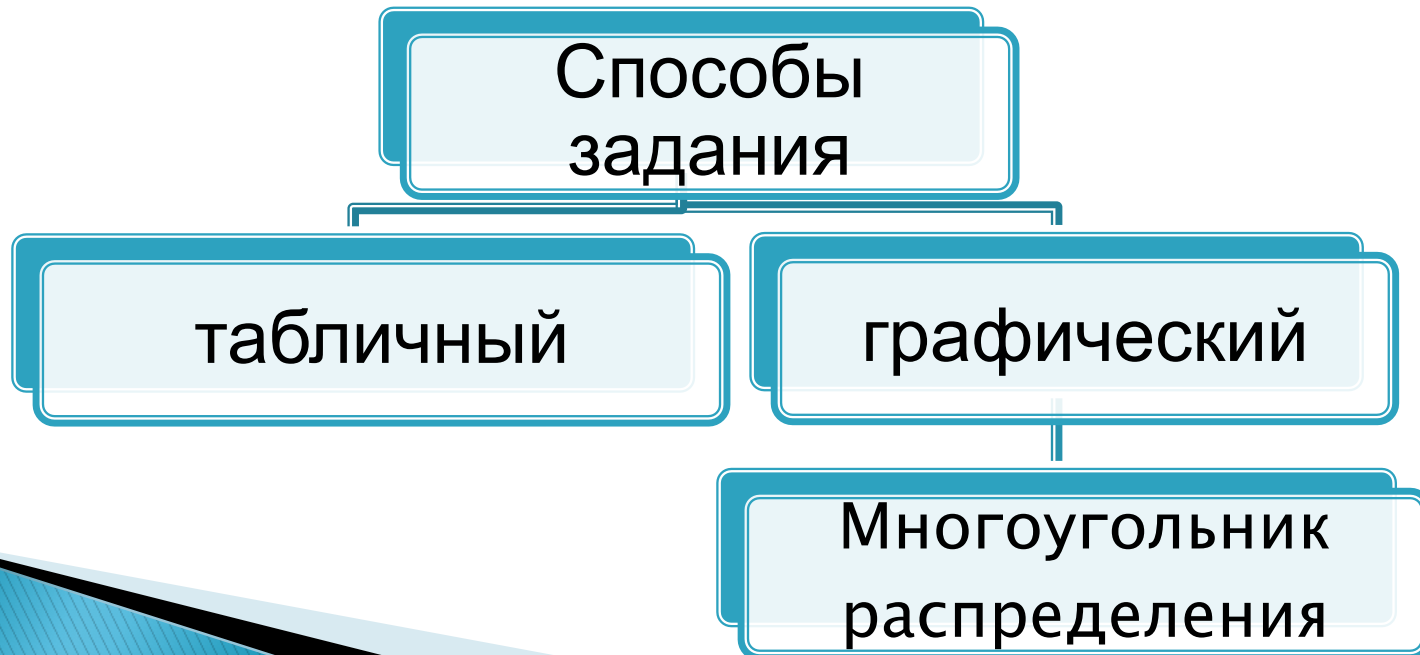 Способы
задания
табличный
графический
Многоугольник
распределения